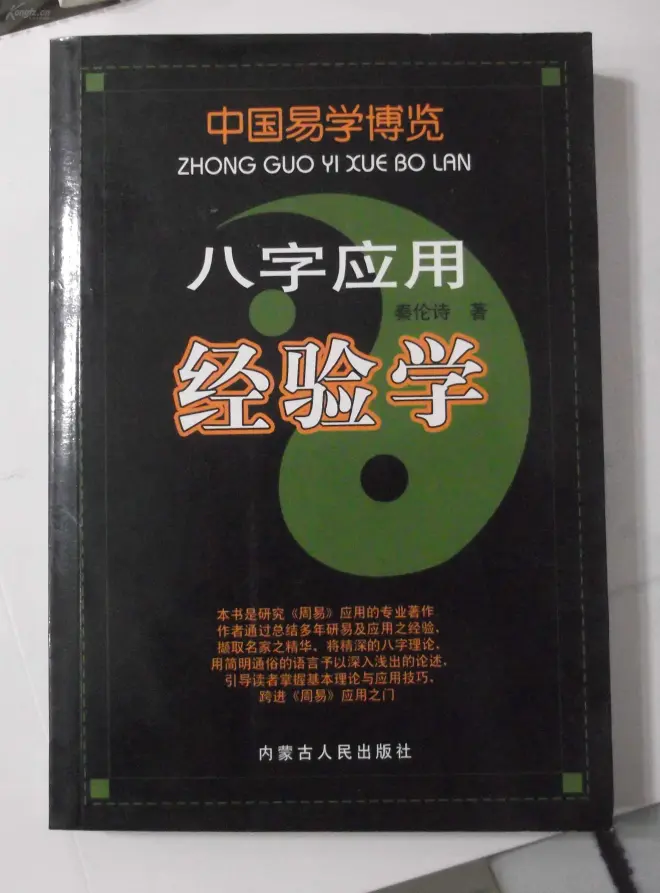 Kongfz.cn
中国易学博览
ZHONG GUO YI XUE BO LAN
八字应用
秦伦诗 著
经验学
本书是研究《周易》应用的专业著作
作者通过总结多年研易及应用之经验、
撷取名家之精华、将精深的八字理论、
用简明通俗的语言予以深入浅出的论述、
引导读者掌握基本理论与应用技巧、
跨进《周易》应用之门
内蒙古人民出版社